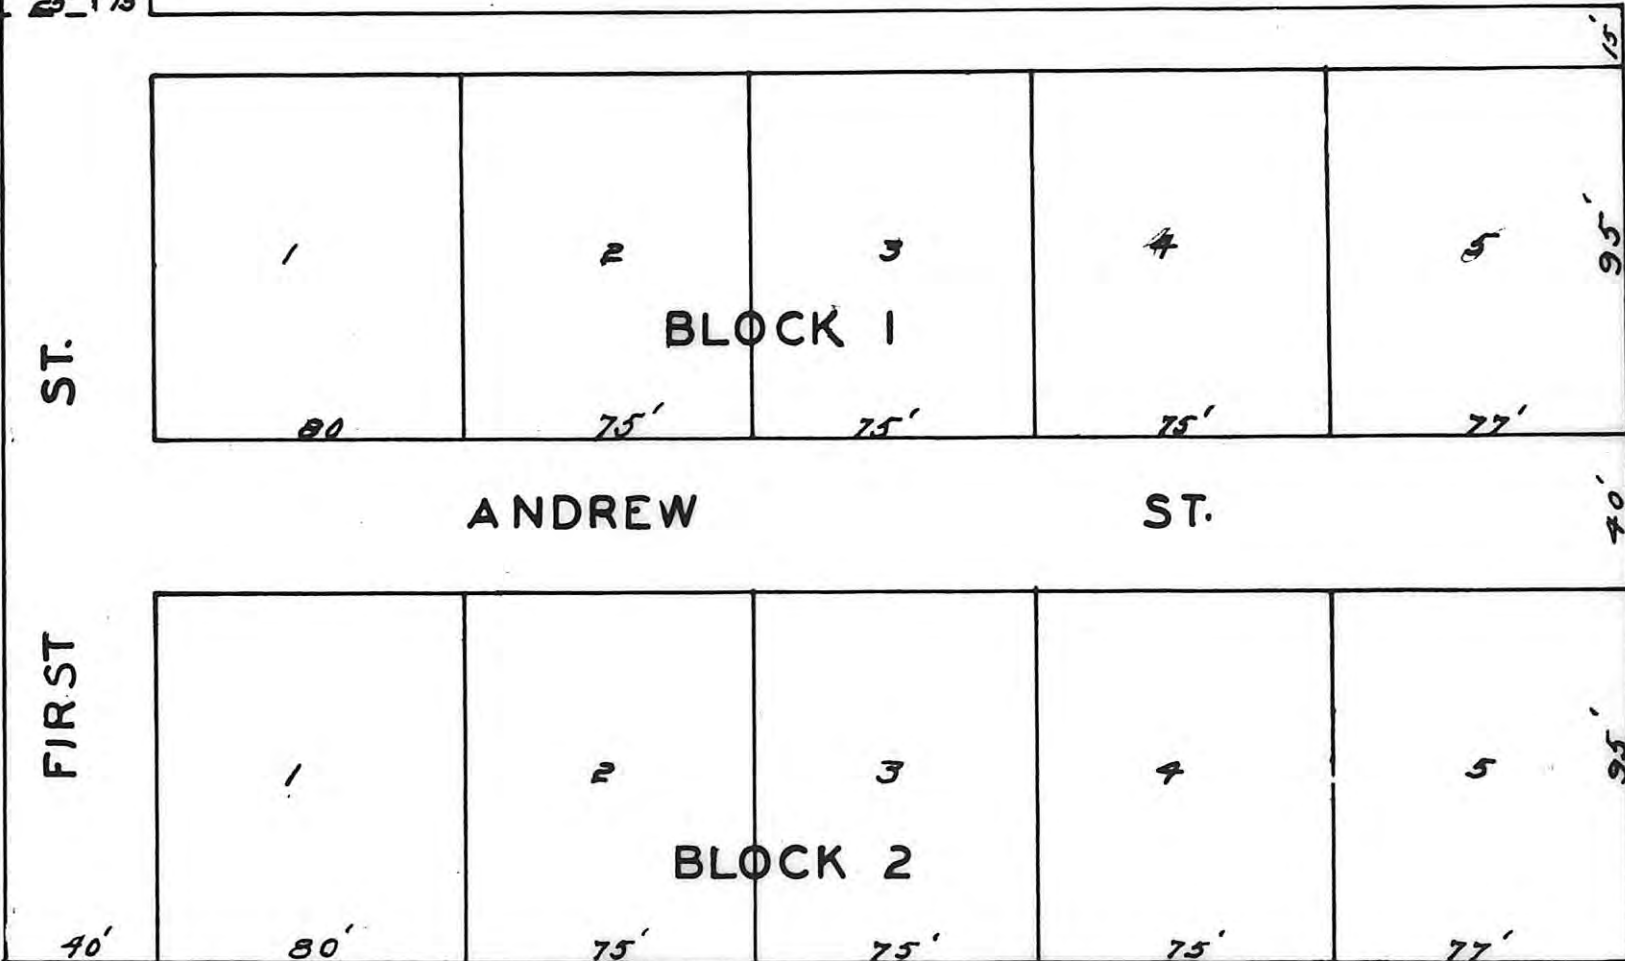 15'
1 2 3 4 5 95'
BLOCK 1
80 75' 75' 75' 77'
ANDREW ST. 40'
FIRST ST.
1 2 3 4 5 95'
BLOCK 2
40' 80' 75' 75' 75' 77'